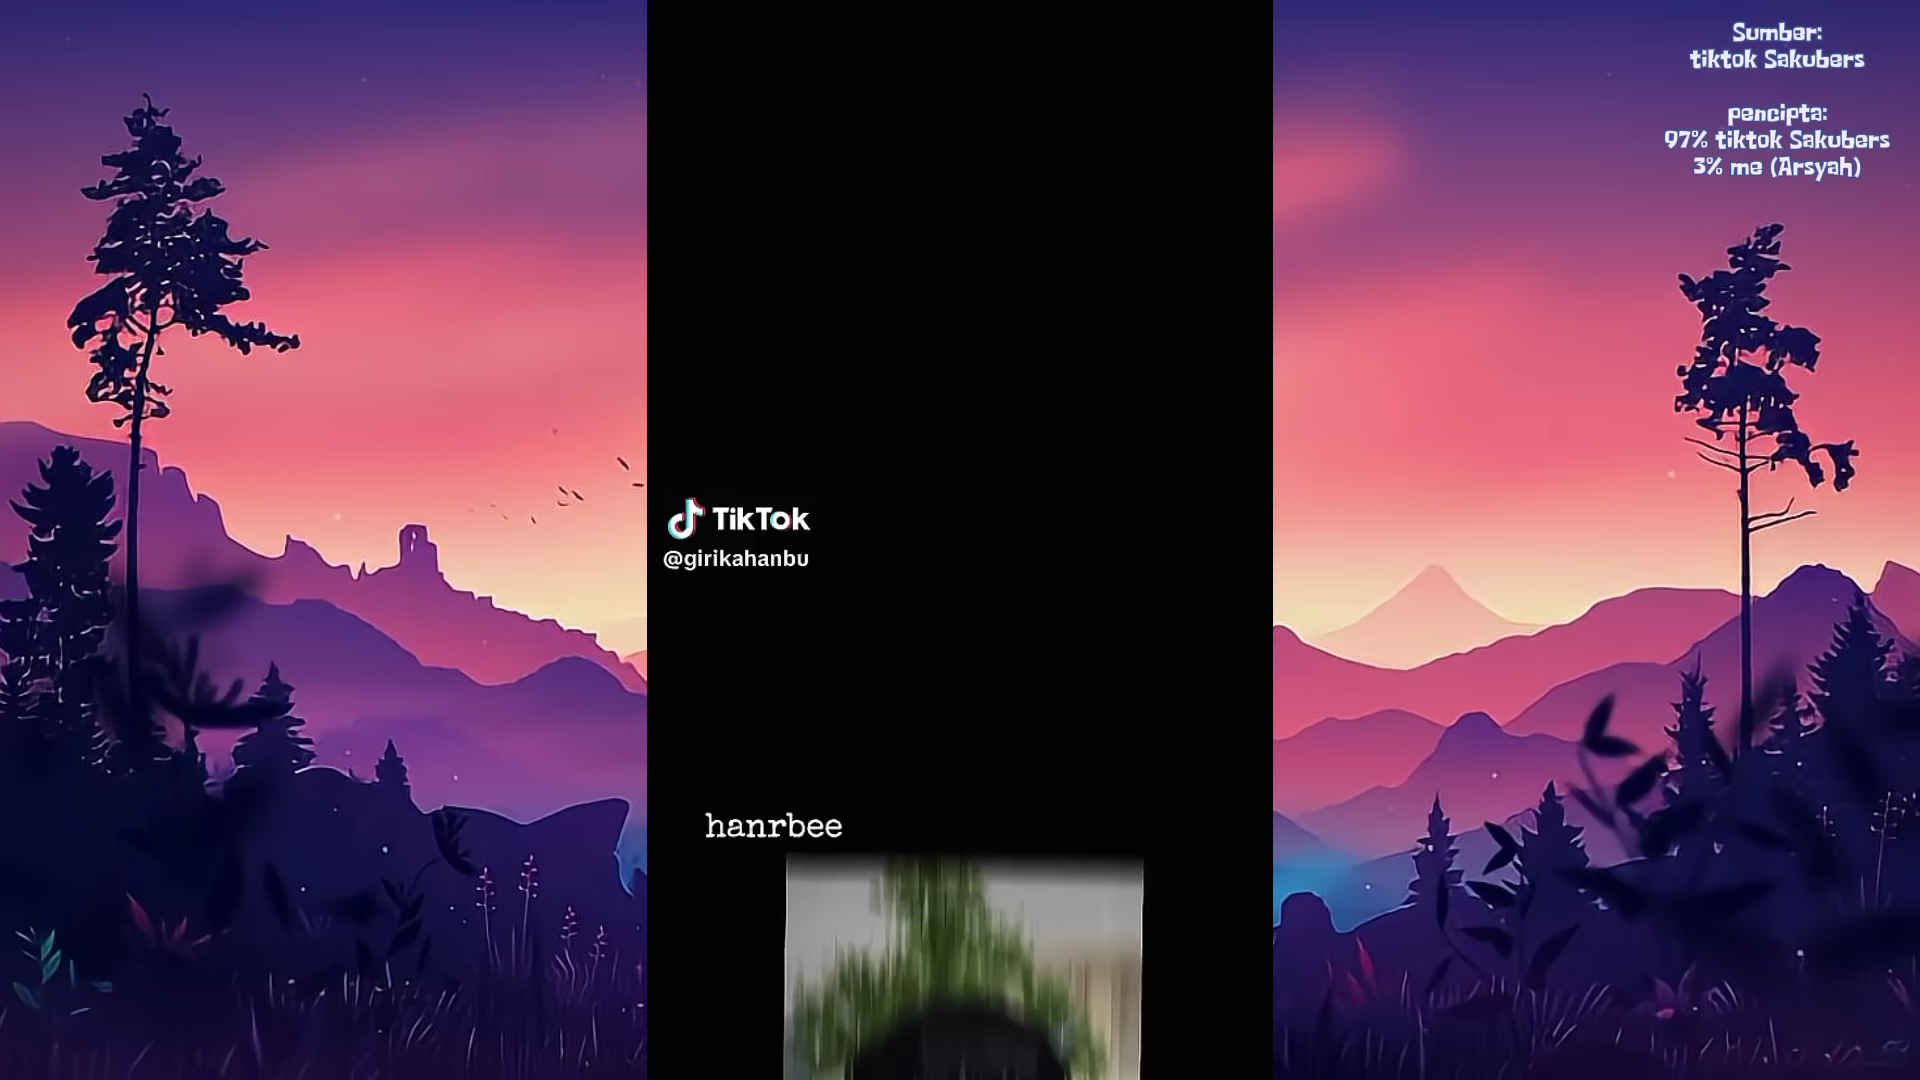 Sumber:
tiktok Sakubers
pencipta:
97% tiktok Sakubers
3% me (Arsyah)
TikTok
@girikahanbu
hanrbee